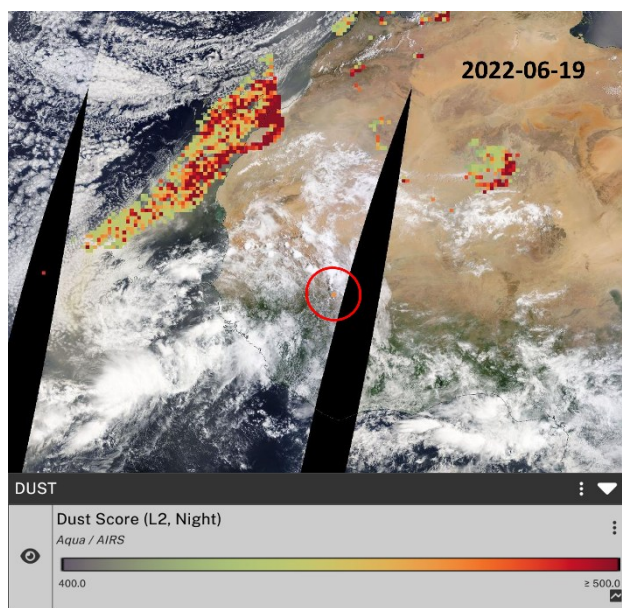 2022-06-19
DUST
Dust Score (L2, Night)
Aqua / AIRS
400.0
≥ 500.0